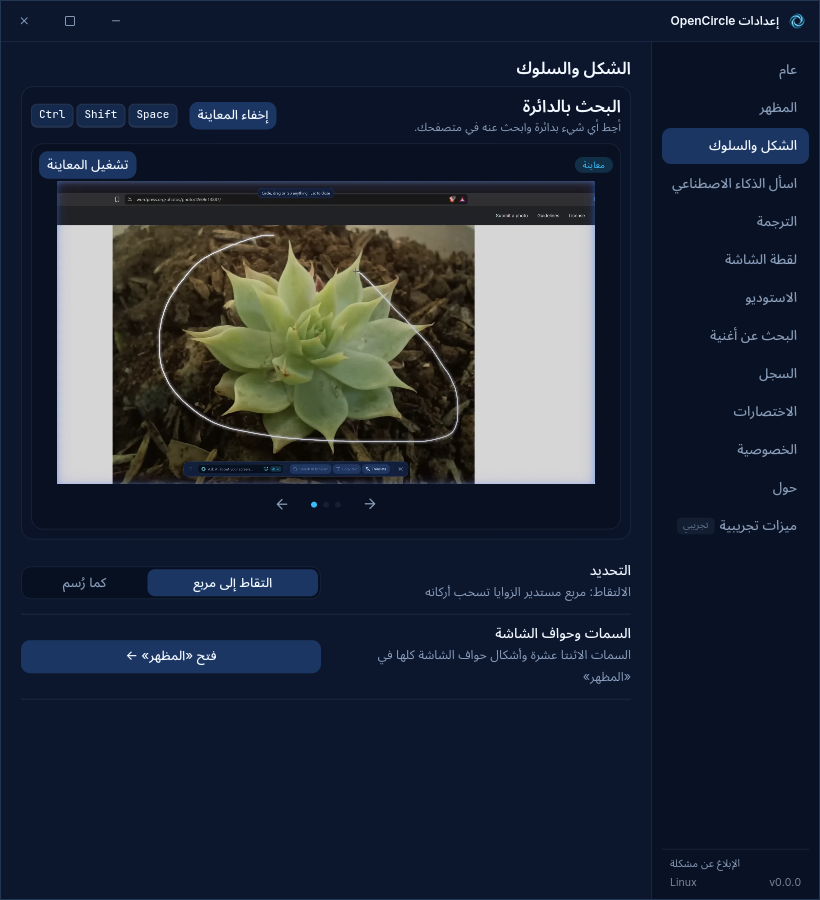 إعدادات OpenCircle
عام
المظهر
الشكل والسلوك
اسأل الذكاء الاصطناعي
الترجمة
لقطة الشاشة
الاستوديو
البحث عن أغنية
السجل
الاختصارات
الخصوصية
حول
ميزات تجريبية تجريبي
الإبلاغ عن مشكلة
v0.0.0 Linux
الشكل والسلوك
البحث بالدائرة
أحِط أي شيء بدائرة وابحث عنه في متصفحك.
إخفاء المعاينة
Ctrl Shift Space
معاينة
تشغيل المعاينة
Submit a photo Guidelines License
التحديد
الالتقاط: مربع مستدير الزوايا تسحب أركانه
التقاط إلى مربع
كما رُسم
السمات وحواف الشاشة
السمات الاثنتا عشرة وأشكال حواف الشاشة كلها في
«المظهر»
فتح «المظهر» ←